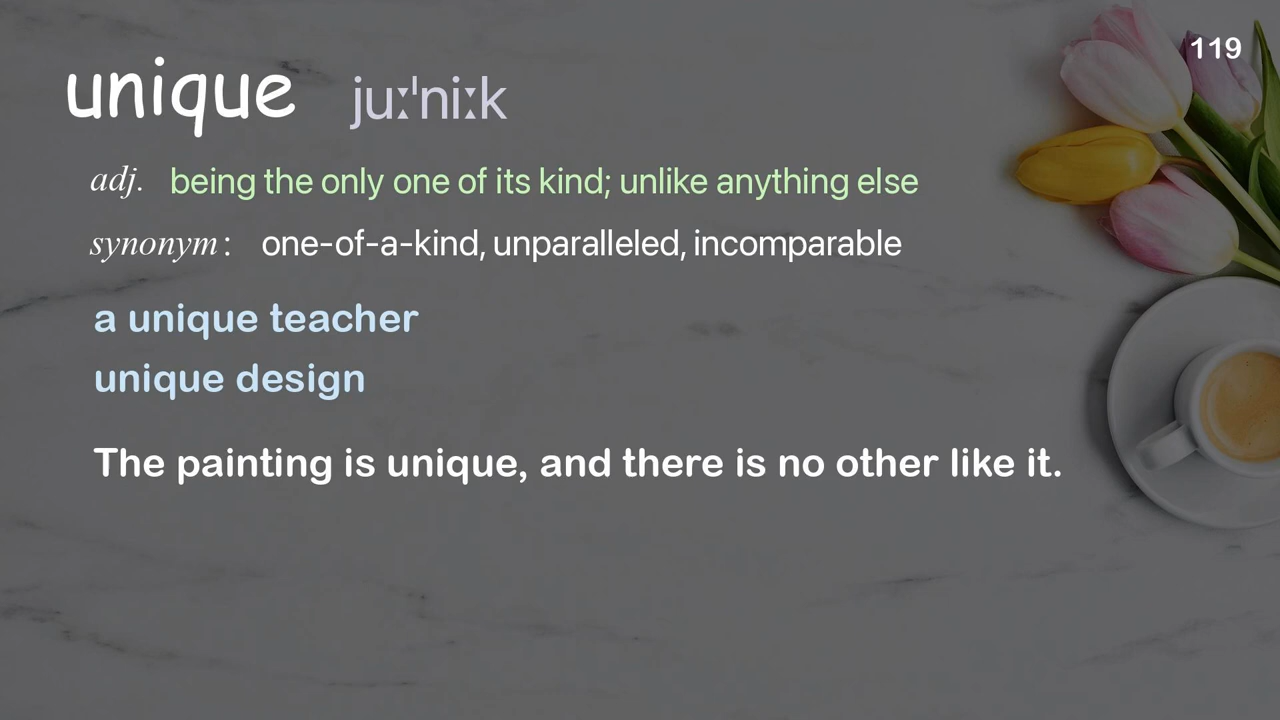 119
unique juːˈniːk
adj. being the only one of its kind; unlike anything else
synonym: one-of-a-kind, unparalleled, incomparable
a unique teacher
unique design
The painting is unique, and there is no other like it.